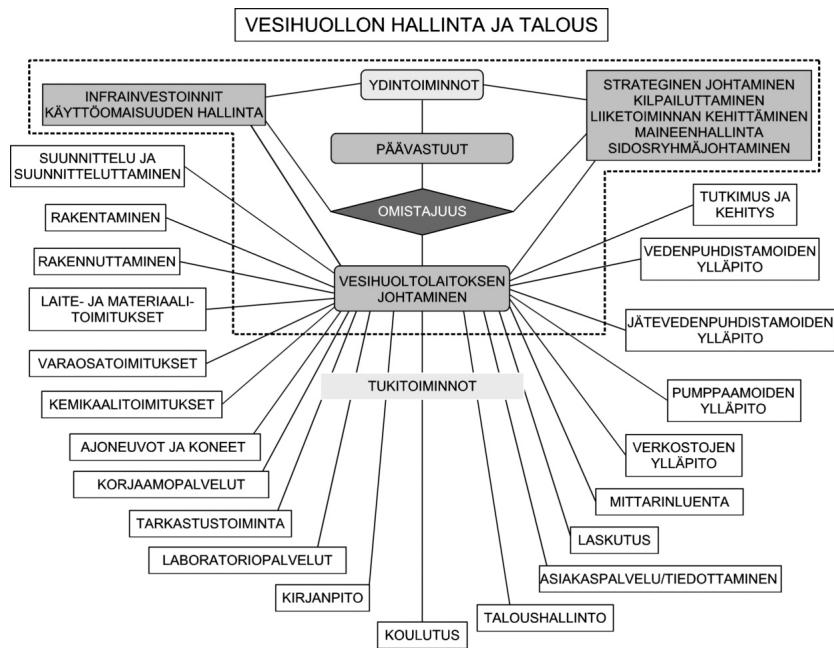 VESIHUOLLON HALLINTA JA TALOUS
INFRAINVESTOINNIT
KÄYTTÖOMAISUUDEN HALLINTA
YDINTOIMINNOT
STRATEGINEN JOHTAMINEN
KILPAILUTTAMINEN
LIIKETOIMINNAN KEHITTÄMINEN
MAINEENHALLINTA
SIDOSRYHMÄJOHTAMINEN
PÄÄVASTUUT
OMISTAJUUS
VESIHUOLTOLAITOKSEN
JOHTAMINEN
SUUNNITTELU JA
SUUNNITTELUTTAMINEN
RAKENTAMINEN
RAKENNUTTAMINEN
LAITE- JA MATERIAALI-
TOIMITUKSET
VARAOSATOIMITUKSET
KEMIKAALITOIMITUKSET
AJONEUVOT JA KONEET
KORJAAMOPALVELUT
TARKASTUSTOIMINTA
LABORATORIOPALVELUT
KIRJANPITO
KOULUTUS
TUKITOIMINNOT
TUTKIMUS JA
KEHITYS
VEDENPUHDISTAMOIDEN
YLLÄPITO
JÄTEVEDENPUHDISTAMOIDEN
YLLÄPITO
PUMPPAAMOIDEN
YLLÄPITO
VERKOSTOJEN
YLLÄPITO
MITTARINLUENTA
LASKUTUS
ASIAKASPALVELU/TIEDOTTAMINEN
TALOUSHALLINTO